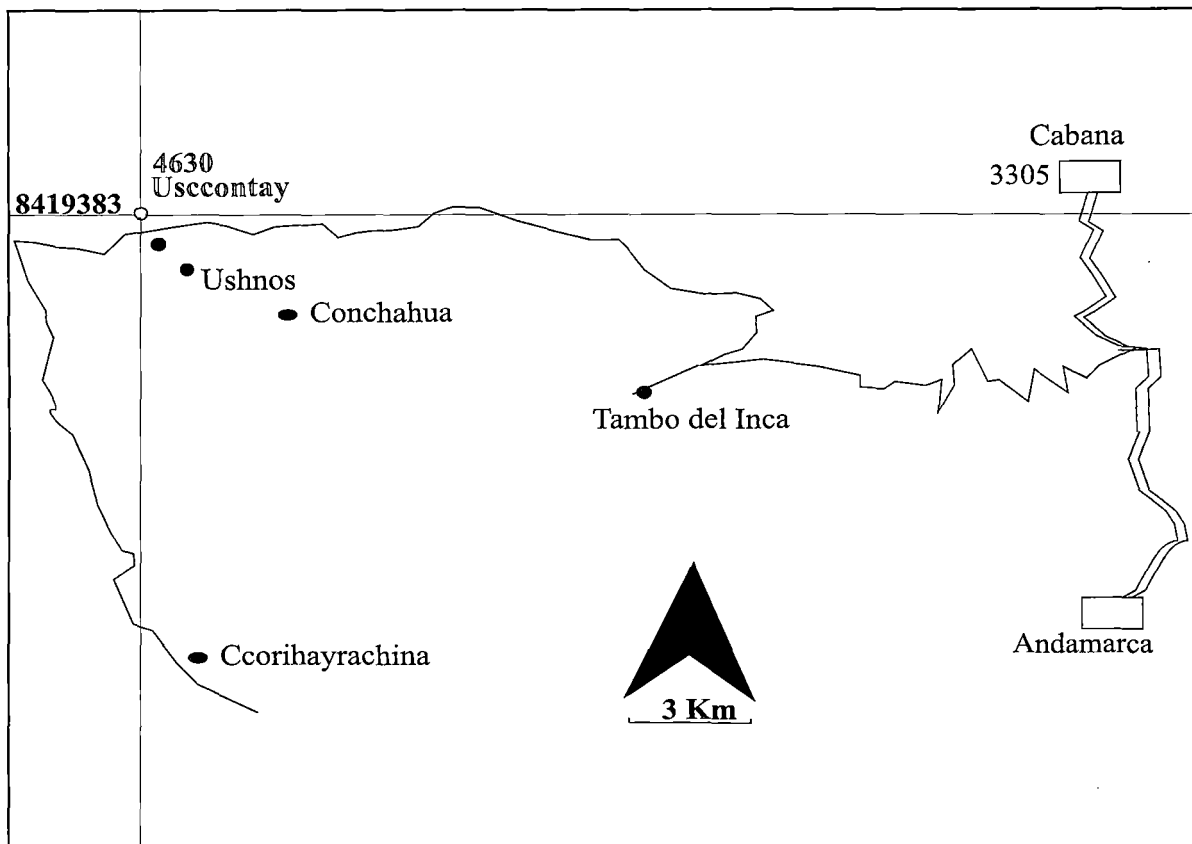 Cabana
3305
4630
Usccontay
8419383
Ushnos
Conchahua
Tambo del Inca
Andamarca
Ccorihayrachina
3 Km